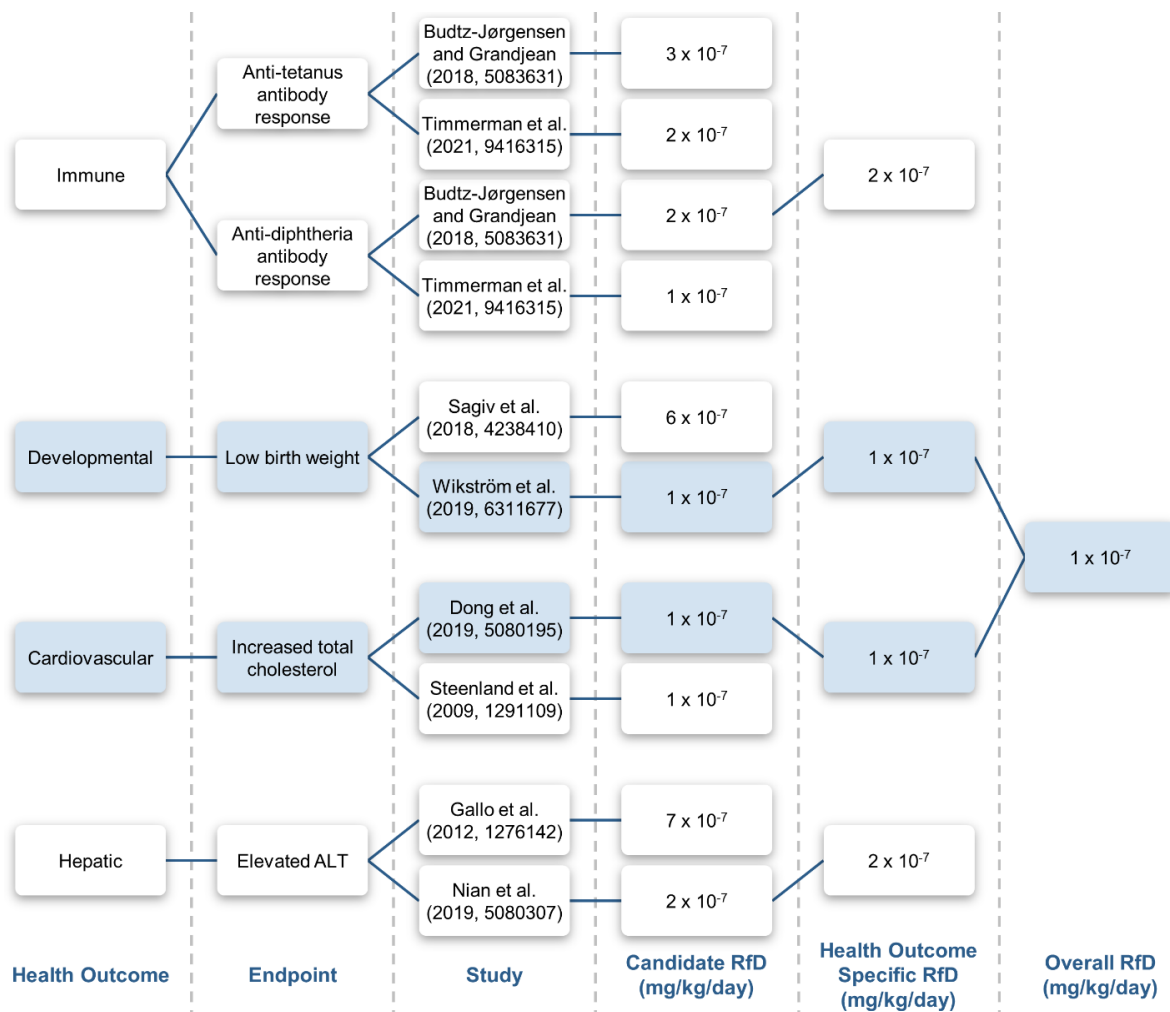 Budtz-Jørgensen
and Grandjean
(2018, 5083631)
3 x 10⁻⁷
Anti-tetanus
antibody
response
Timmerman et al.
(2021, 9416315)
2 x 10⁻⁷
Immune
2 x 10⁻⁷
Budtz-Jørgensen
and Grandjean
(2018, 5083631)
2 x 10⁻⁷
Anti-diphtheria
antibody
response
Timmerman et al.
(2021, 9416315)
1 x 10⁻⁷
Sagiv et al.
(2018, 4238410)
6 x 10⁻⁷
Developmental
Low birth weight
1 x 10⁻⁷
Wikström et al.
(2019, 6311677)
1 x 10⁻⁷
1 x 10⁻⁷
Dong et al.
(2019, 5080195)
1 x 10⁻⁷
Cardiovascular
Increased total
cholesterol
1 x 10⁻⁷
Steenland et al.
(2009, 1291109)
1 x 10⁻⁷
Gallo et al.
(2012, 1276142)
7 x 10⁻⁷
Hepatic
Elevated ALT
2 x 10⁻⁷
Nian et al.
(2019, 5080307)
2 x 10⁻⁷
Health Outcome
Endpoint
Study
Candidate RfD
(mg/kg/day)
Health Outcome
Specific RfD
(mg/kg/day)
Overall RfD
(mg/kg/day)